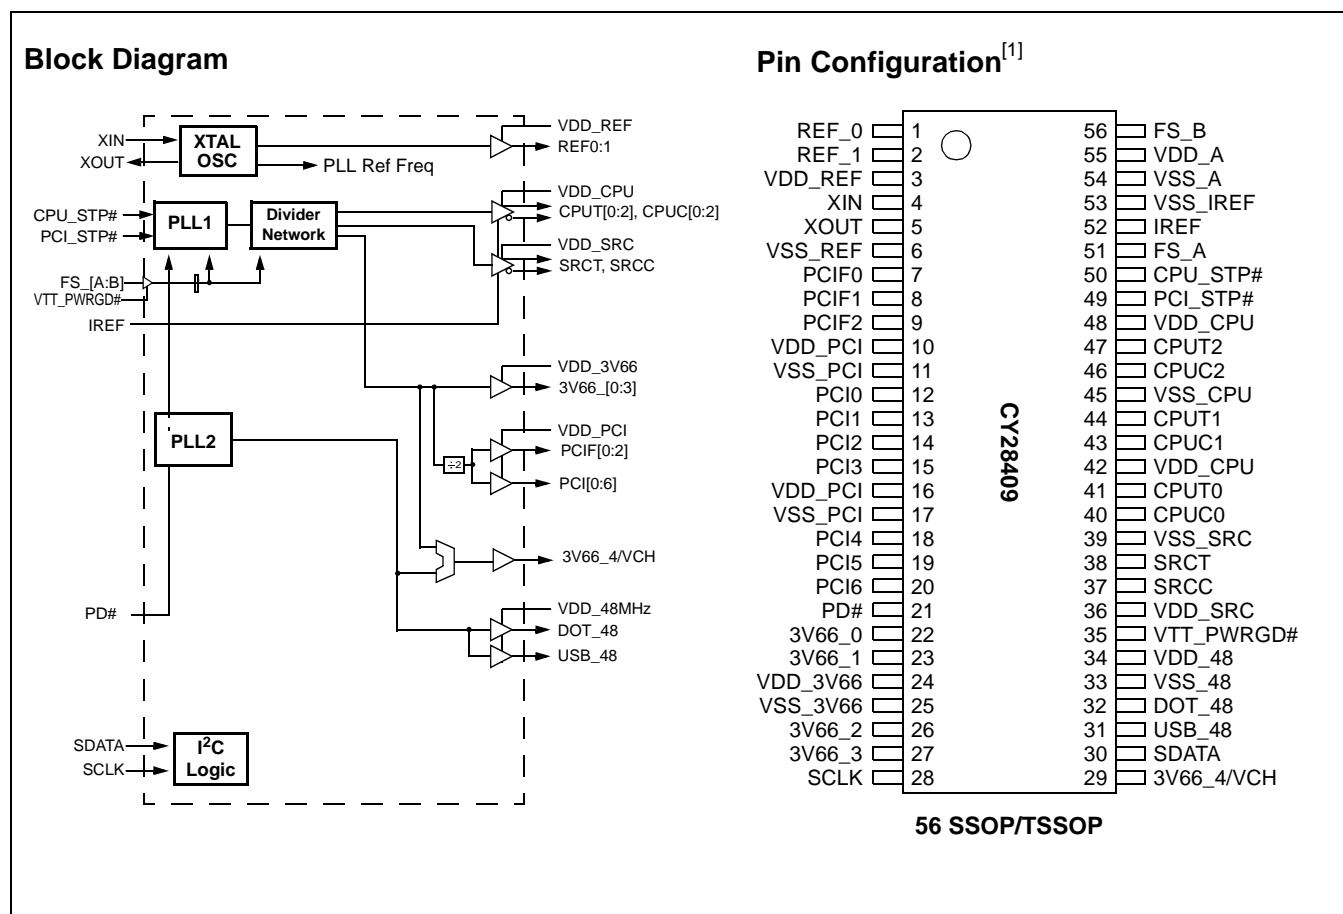 Block Diagram
XIN
XOUT
XTAL
OSC
VDD_REF
REF0:1
PLL Ref Freq
CPU_STP#
PCI_STP#
PLL1
Divider
Network
VDD_CPU
CPUT[0:2], CPUC[0:2]
VDD_SRC
SRCT, SRCC
FS_[A:B]
VTT_PWRGD#
IREF
VDD_3V66
3V66_[0:3]
PLL2
VDD_PCI
PCIF[0:2]
÷2
PCI[0:6]
3V66_4/VCH
PD#
VDD_48MHz
DOT_48
USB_48
SDATA
SCLK
I2C
Logic
Pin Configuration[1]
REF_0 1 56 FS_B
REF_1 2 55 VDD_A
VDD_REF 3 54 VSS_A
XIN 4 53 VSS_IREF
XOUT 5 52 IREF
VSS_REF 6 51 FS_A
PCIF0 7 50 CPU_STP#
PCIF1 8 49 PCI_STP#
PCIF2 9 48 VDD_CPU
VDD_PCI 10 47 CPUT2
VSS_PCI 11 46 CPUC2
PCI0 12 45 VSS_CPU
PCI1 13 44 CPUT1
PCI2 14 43 CPUC1
PCI3 15 42 VDD_CPU
VDD_PCI 16 41 CPUT0
VSS_PCI 17 40 CPUC0
PCI4 18 39 VSS_SRC
PCI5 19 38 SRCT
PCI6 20 37 SRCC
PD# 21 36 VDD_SRC
3V66_0 22 35 VTT_PWRGD#
3V66_1 23 34 VDD_48
VDD_3V66 24 33 VSS_48
VSS_3V66 25 32 DOT_48
3V66_2 26 31 USB_48
3V66_3 27 30 SDATA
SCLK 28 29 3V66_4/VCH
CY28409
56 SSOP/TSSOP